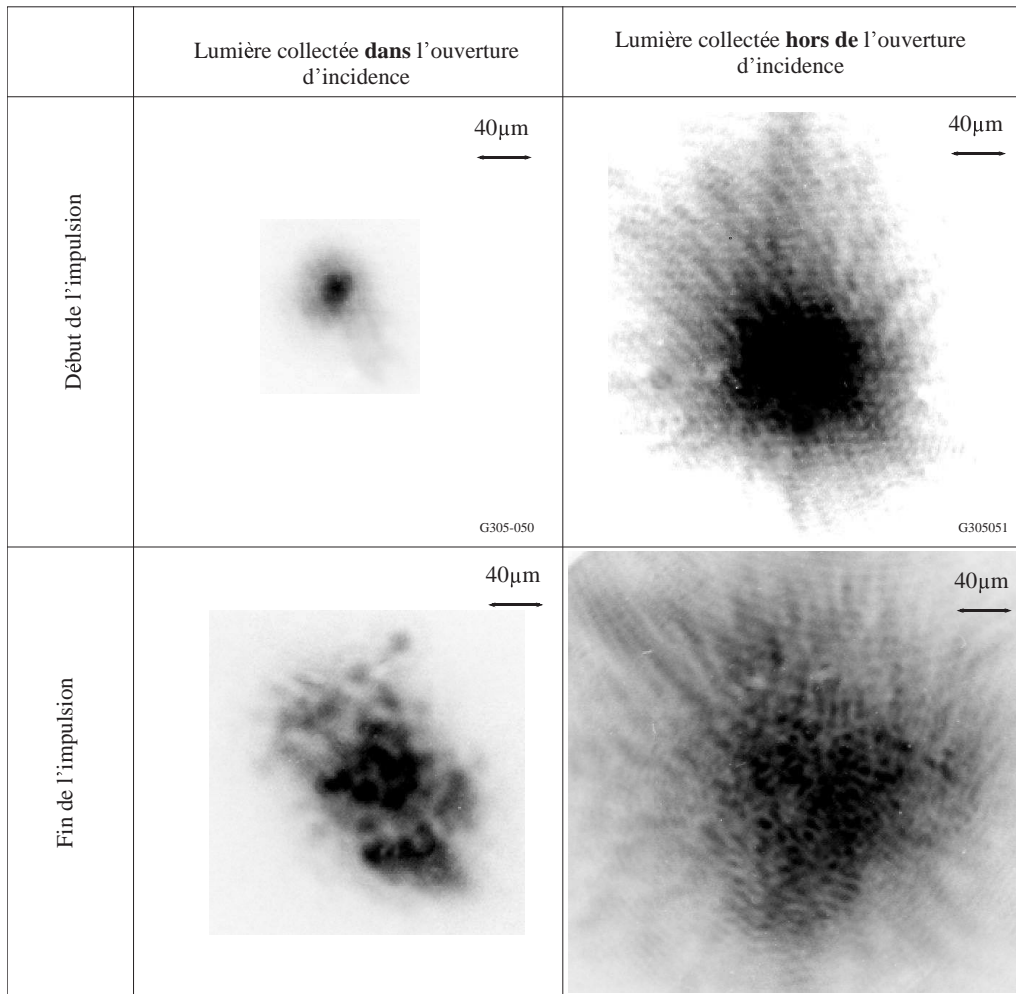 Lumière collectée dans l’ouverture
d’incidence
Lumière collectée hors de l’ouverture
d’incidence
Début de l’impulsion
40µm
G305-050
40µm
G305051
Fin de l’impulsion
40µm
40µm